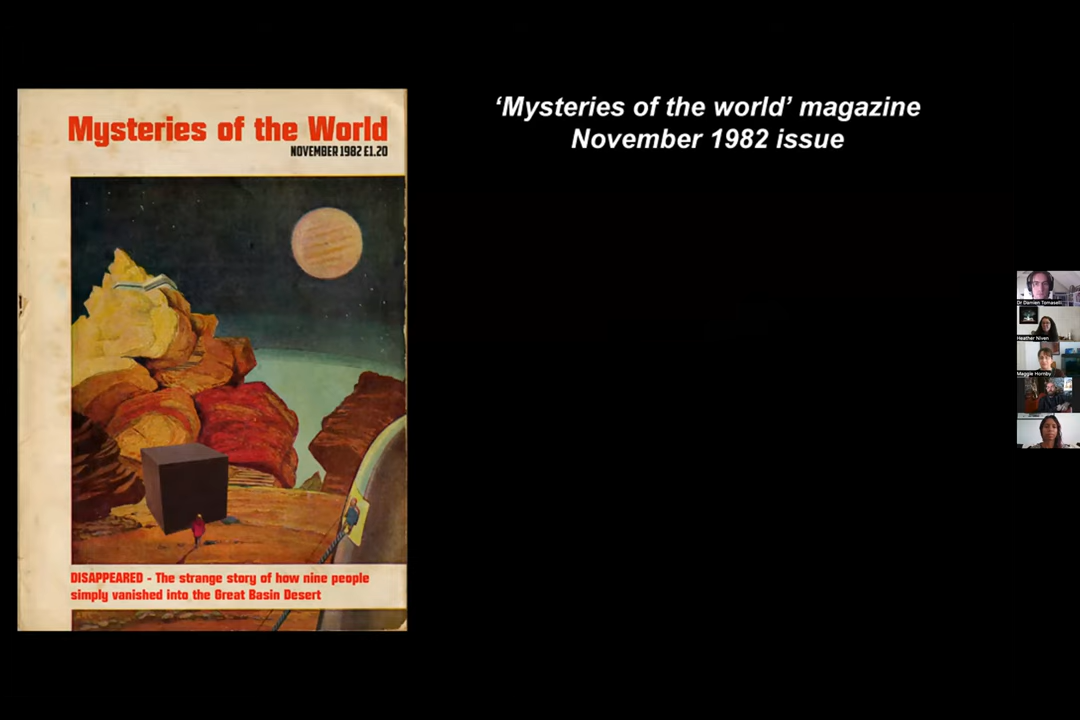 ‘Mysteries of the world’ magazine
November 1982 issue
Mysteries of the World
NOVEMBER 1982 £1.20
DISAPPEARED - The strange story of how nine people
simply vanished into the Great Basin Desert
Heather Niven
Maggie Hornby